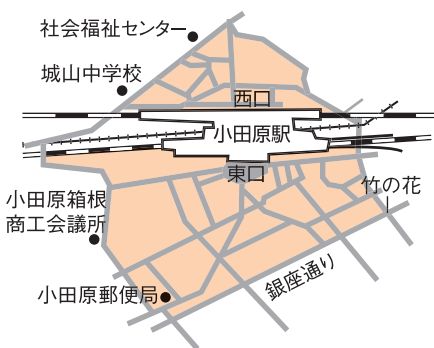 社会福祉センター
城山中学校
西口
小田原駅
東口
竹の花
小田原箱根
商工会議所
銀座通り
小田原郵便局